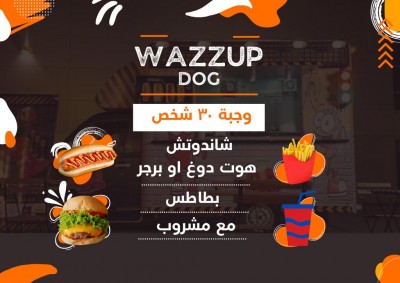 WAZZUP
DOG
وجبة ٣٠ شخص
شاندوتش
هوت دوغ او برجر
بطاطس
مع مشروب